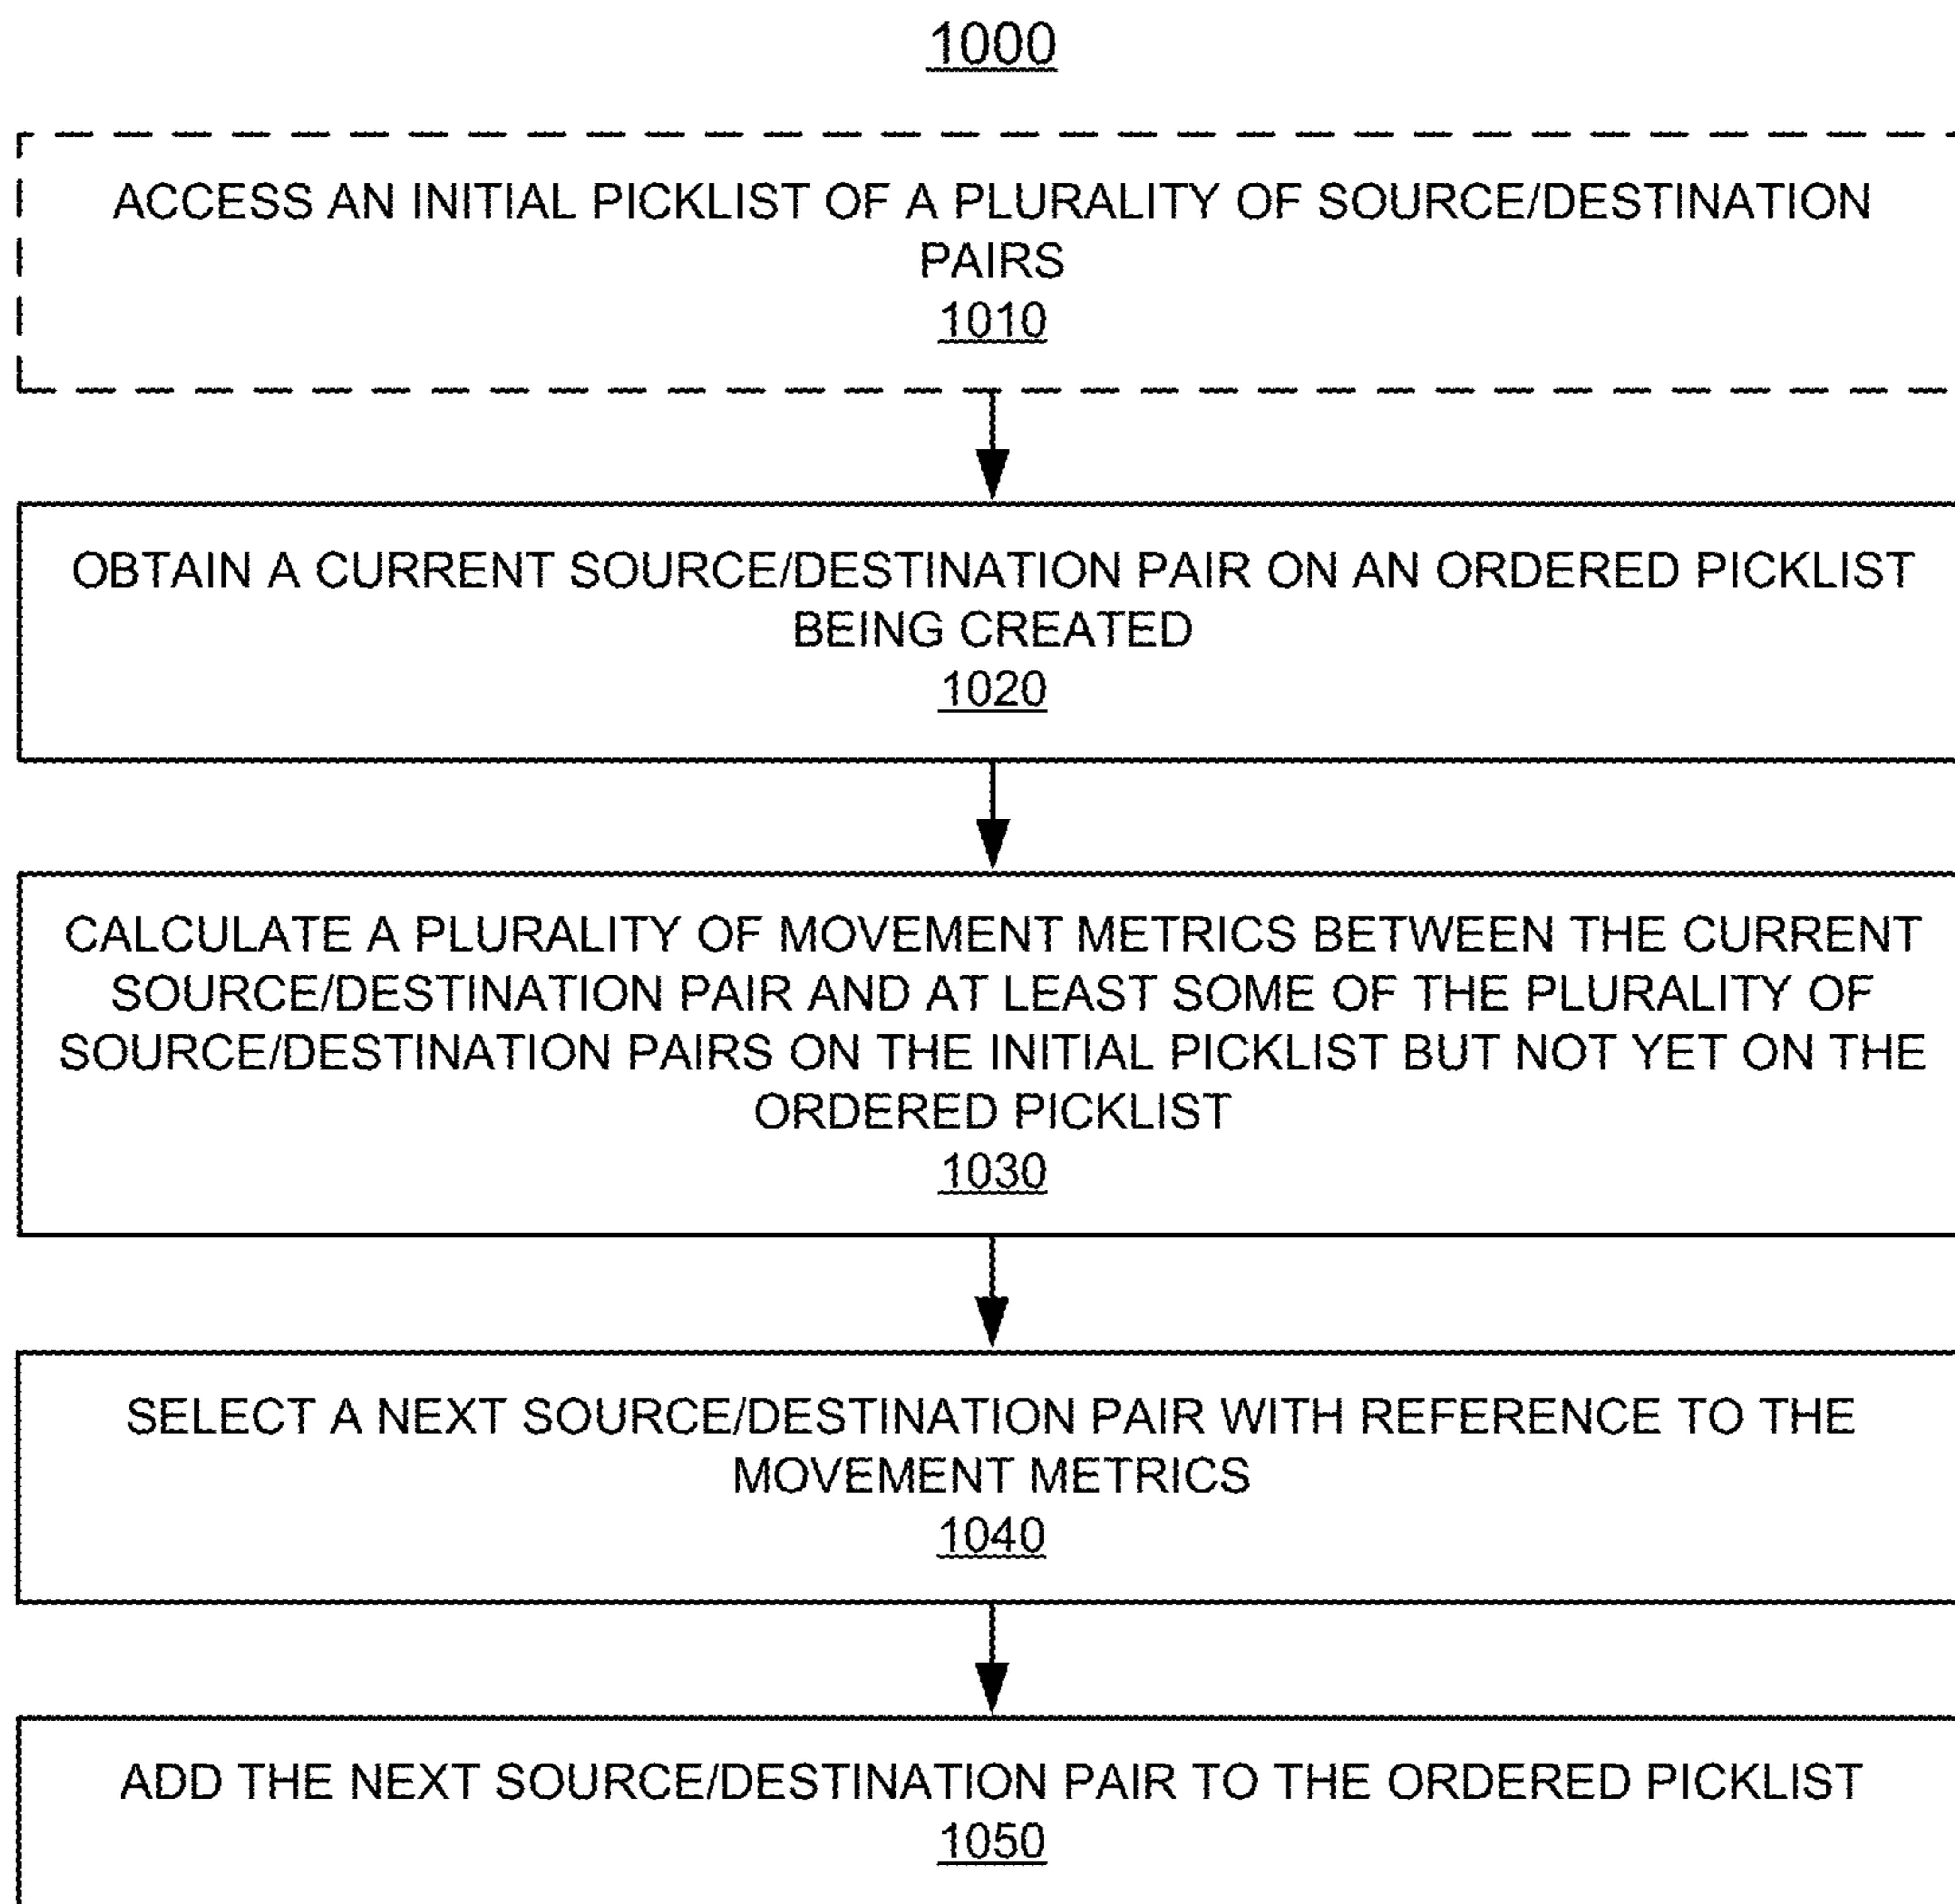 1000
ACCESS AN INITIAL PICKLIST OF A PLURALITY OF SOURCE/DESTINATION
PAIRS
1010
OBTAIN A CURRENT SOURCE/DESTINATION PAIR ON AN ORDERED PICKLIST
BEING CREATED
1020
CALCULATE A PLURALITY OF MOVEMENT METRICS BETWEEN THE CURRENT
SOURCE/DESTINATION PAIR AND AT LEAST SOME OF THE PLURALITY OF
SOURCE/DESTINATION PAIRS ON THE INITIAL PICKLIST BUT NOT YET ON THE
ORDERED PICKLIST
1030
SELECT A NEXT SOURCE/DESTINATION PAIR WITH REFERENCE TO THE
MOVEMENT METRICS
1040
ADD THE NEXT SOURCE/DESTINATION PAIR TO THE ORDERED PICKLIST
1050